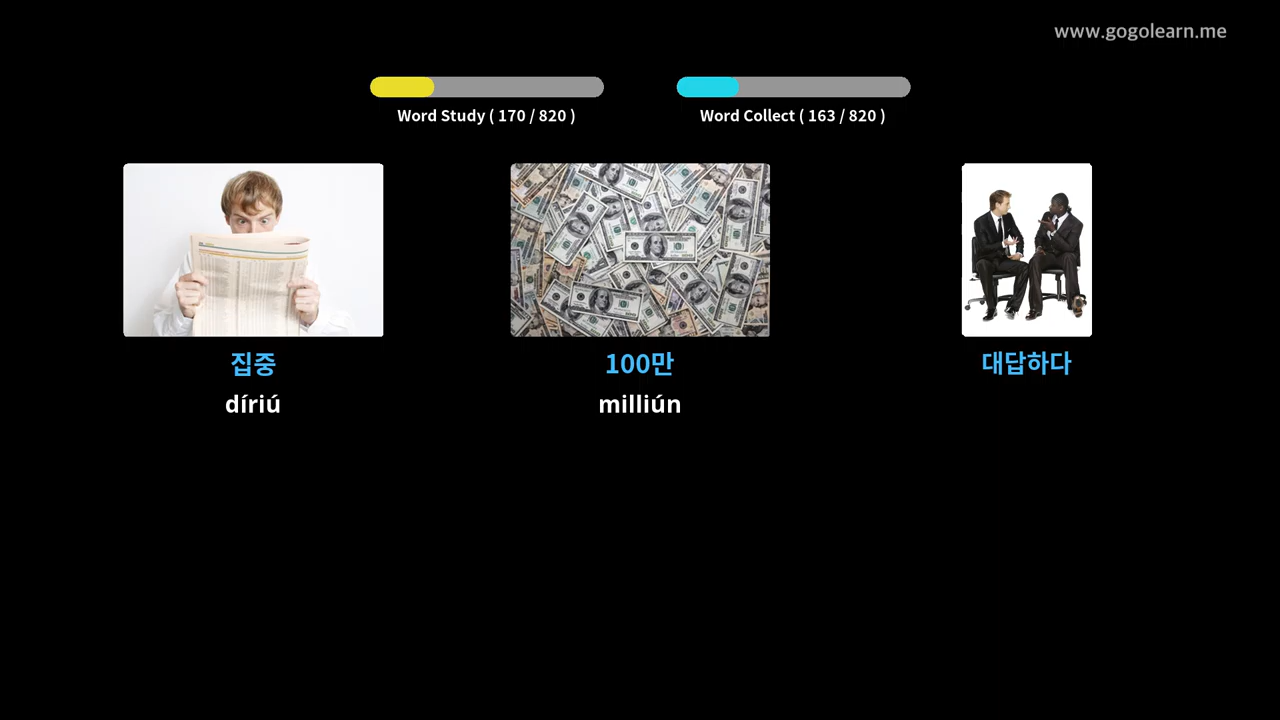 www.gogolearn.me
Word Study ( 170 / 820 )
Word Collect ( 163 / 820 )
집중
díriú
100만
milliún
대답하다